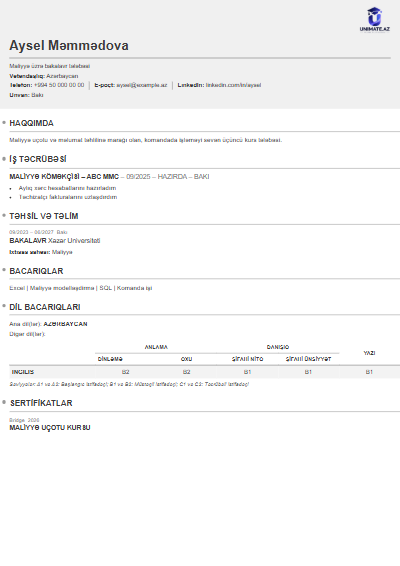 UNIMATE.AZ
Aysel Məmmədova
Maliyyə üzrə bakalavr tələbəsi
Vətəndaşlıq: Azərbaycan
Telefon: +994 50 000 00 00 | E-poçt: aysel@example.az | LinkedIn: linkedin.com/in/aysel
Ünvan: Bakı
HAQQIMDA
Maliyyə uçotu və məlumat təhlilinə marağı olan, komandada işləməyi sevən üçüncü kurs tələbəsi.
İŞ TƏCRÜBƏSİ
MALİYYƏ KÖMƏKÇİSİ – ABC MMC – 09/2025 – HAZIRDA – BAKI
• Aylıq xərc hesabatlarını hazırladım
• Təchizatçı fakturalarını uzlaşdırdım
TƏHSİL VƏ TƏLİM
09/2023 – 06/2027 Bakı
BAKALAVR Xəzər Universiteti
İxtisas sahəsi: Maliyyə
BACARIQLAR
Excel | Maliyyə modelləşdirmə | SQL | Komanda işi
DİL BACARIQLARI
Ana dil(lər): AZƏRBAYCAN
Digər dil(lər):
ANLAMA DANIŞIQ YAZI
DİNLƏMƏ OXU ŞİFAHİ NİTQ ŞİFAHİ ÜNSİYYƏT
İNGİLİS B2 B2 B1 B1 B1
Səviyyələr: A1 və A2: Başlanğıc istifadəçi; B1 və B2: Müstəqil istifadəçi; C1 və C2: Təcrübəli istifadəçi
SERTİFİKATLAR
Bridge 2026
MALİYYƏ UÇOTU KURSU